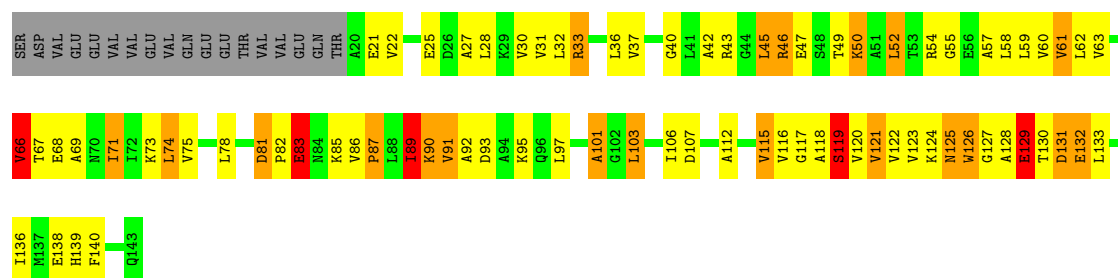 SER ASP VAL GLU GLU VAL VAL GLU VAL GLN GLU GLU THR VAL VAL GLU GLN THR A20 E21 V22 E25 D26 A27 L28 K29 V30 V31 L32 R33 L36 V37 G40 L41 A42 R43 G44 L45 R46 E47 S48 T49 K50 A51 L52 T53 R54 G55 E56 A57 L58 L59 V60 V61 L62 V63
V66 T67 E68 A69 N70 I71 I72 K73 L74 V75 L78 D81 P82 E83 N84 K85 V86 P87 L88 I89 K90 V91 A92 D93 A94 K95 Q96 L97 A101 G102 L103 I106 D107 A112 V115 V116 G117 A118 S119 V120 V121 V122 V123 K124 N125 W126 G127 A128 E129 T130 D131 E132 L133
I136 M137 E138 H139 F140 Q143